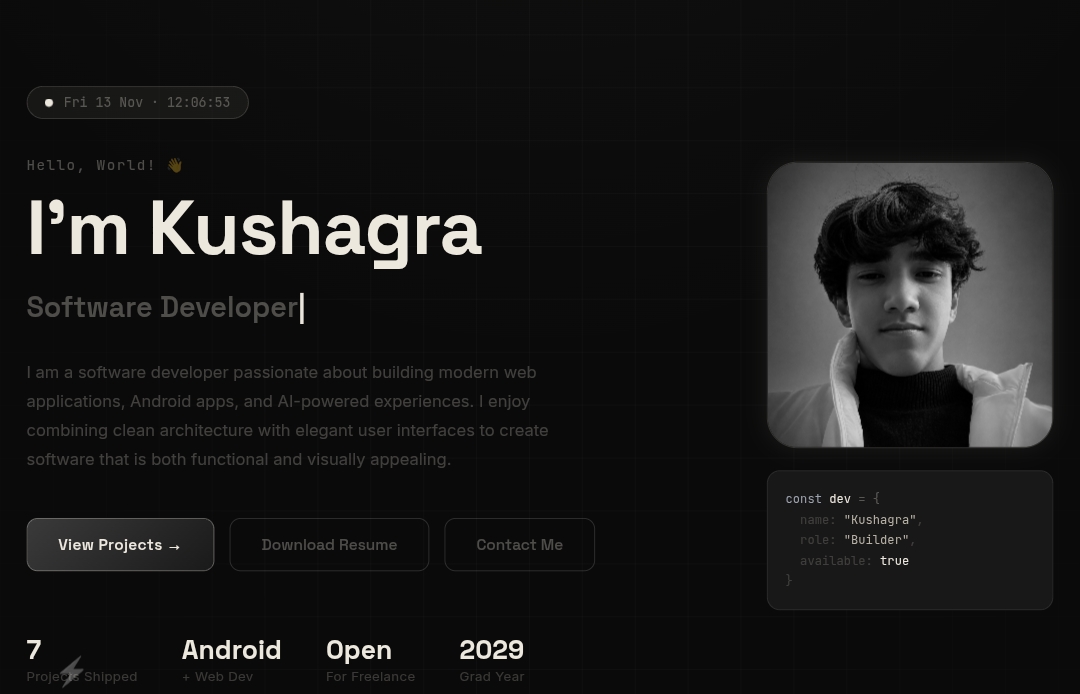 Fri 13 Nov · 12:06:53
Hello, World! 👋
I'm Kushagra
Software Developer
I am a software developer passionate about building modern web
applications, Android apps, and AI-powered experiences. I enjoy
combining clean architecture with elegant user interfaces to create
software that is both functional and visually appealing.
View Projects →
Download Resume
Contact Me
7
Projects Shipped
Android
+ Web Dev
Open
For Freelance
2029
Grad Year
const dev = {
  name: "Kushagra",
  role: "Builder",
  available: true
}